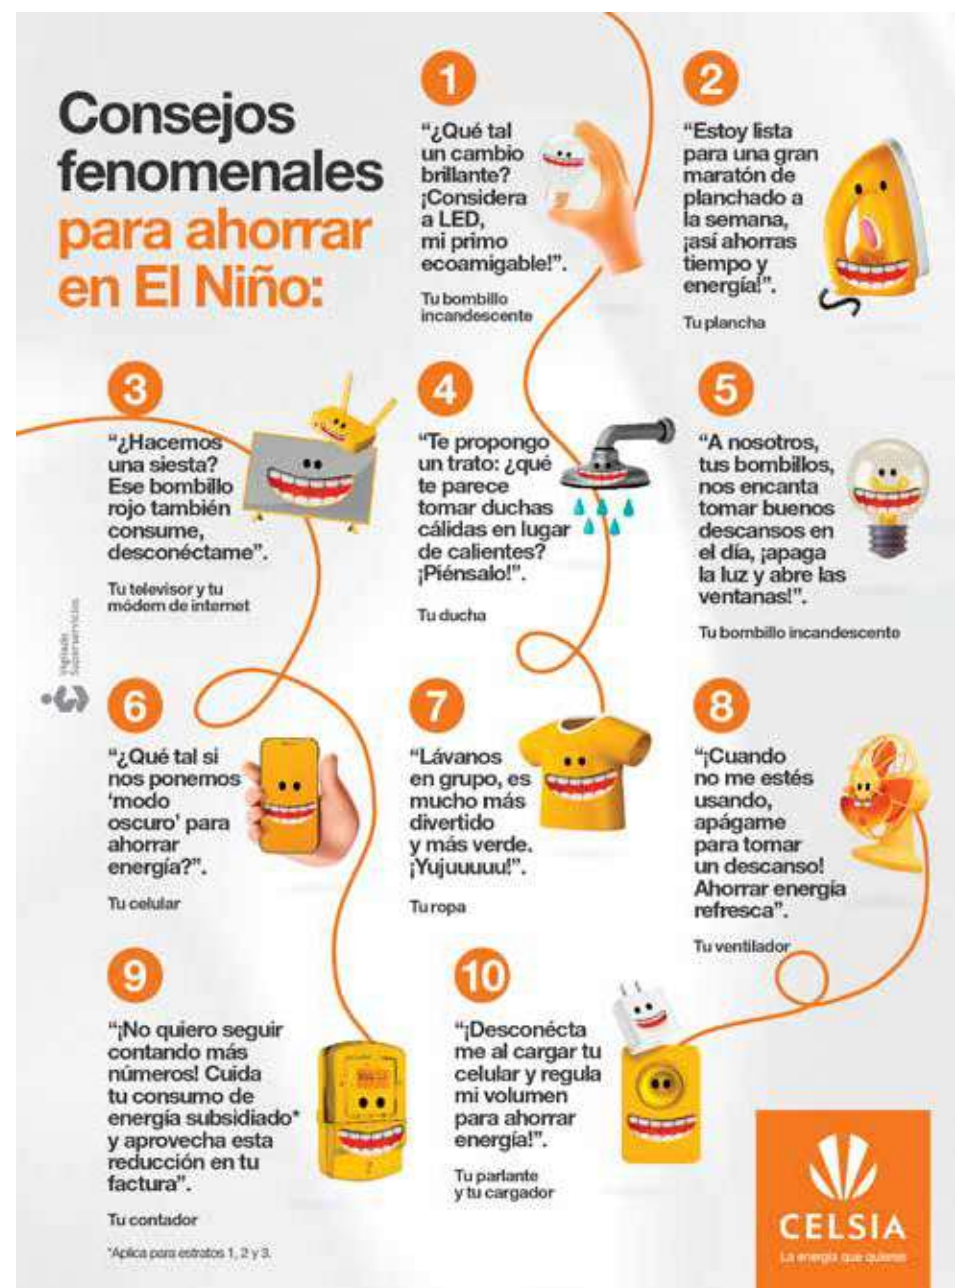 Consejos
fenomenales
para ahorrar
en El Niño:
1
“¿Qué tal
un cambio
brillante?
¡Considera
a LED,
mi primo
ecoamigable!”.
Tu bombillo
incandescente
2
“Estoy lista
para una gran
maratón de
planchado a
la semana,
¡así ahorras
tiempo y
energía!”.
Tu plancha
3
“¿Hacemos
una siesta?
Ese bombillo
rojo también
consume,
desconéctame”.
Tu televisor y tu
módem de internet
4
“Te propongo
un trato: ¿qué
te parece
tomar duchas
cálidas en lugar
de calientes?
¡Piénsalo!”.
Tu ducha
5
“A nosotros,
tus bombillos,
nos encanta
tomar buenos
descansos en
el día, ¡apaga
la luz y abre las
ventanas!”.
Tu bombillo incandescente
Vigilado
Superservicios
6
“¿Qué tal si
nos ponemos
‘modo
oscuro’ para
ahorrar
energía?”.
Tu celular
7
“Lávanos
en grupo, es
mucho más
divertido
y más verde.
¡Yujuuuuu!”.
Tu ropa
8
“¡Cuando
no me estés
usando,
apágame
para tomar
un descanso!
Ahorrar energía
refresca”.
Tu ventilador
9
“¡No quiero seguir
contando más
números! Cuida
tu consumo de
energía subsidiado*
y aprovecha esta
reducción en tu
factura”.
Tu contador
*Aplica para estratos 1, 2 y 3.
10
“¡Desconécta
me al cargar tu
celular y regula
mi volumen
para ahorrar
energía!”.
Tu parlante
y tu cargador
CELSIA
La energía que quieres